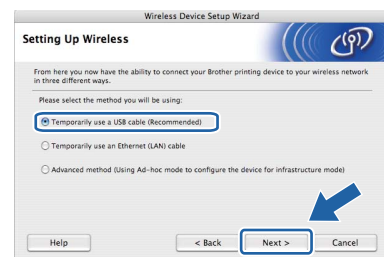 Wireless Device Setup Wizard
Setting Up Wireless
From here you now have the ability to connect your Brother printing device to your wireless network
in three different ways.
Please select the method you will be using:
Temporarily use a USB cable (Recommended)
Temporarily use an Ethernet (LAN) cable
Advanced method (Using Ad-hoc mode to configure the device for infrastructure mode)
Help
< Back
Next >
Cancel